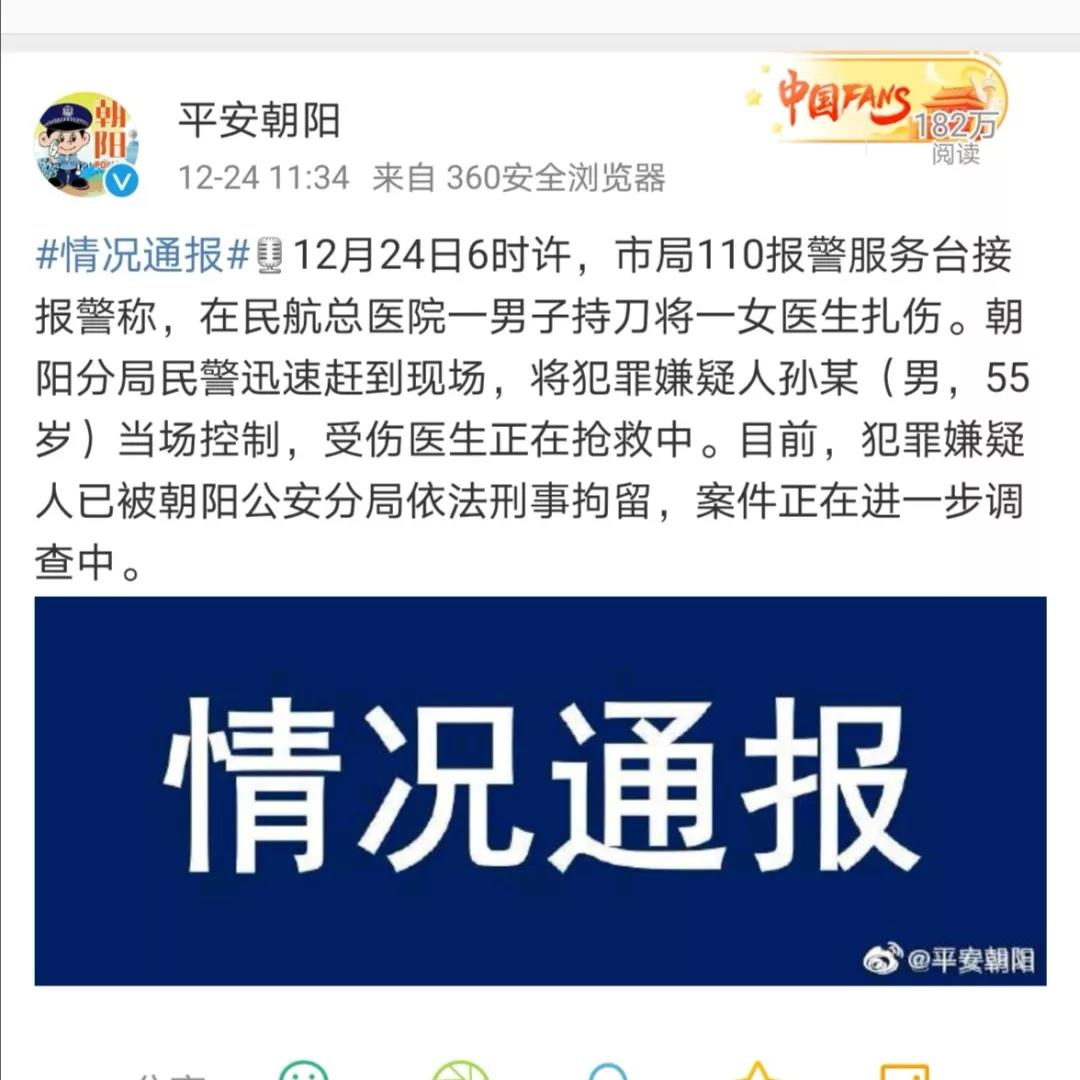 平安朝阳
中国FANS
182万
阅读
12-24 11:34 来自 360安全浏览器
朝
阳
#情况通报#🎙12月24日6时许，市局110报警服务台接
报警称，在民航总医院一男子持刀将一女医生扎伤。朝
阳分局民警迅速赶到现场，将犯罪嫌疑人孙某（男，55
岁）当场控制，受伤医生正在抢救中。目前，犯罪嫌疑
人已被朝阳公安分局依法刑事拘留，案件正在进一步调
查中。
情况通报
@平安朝阳